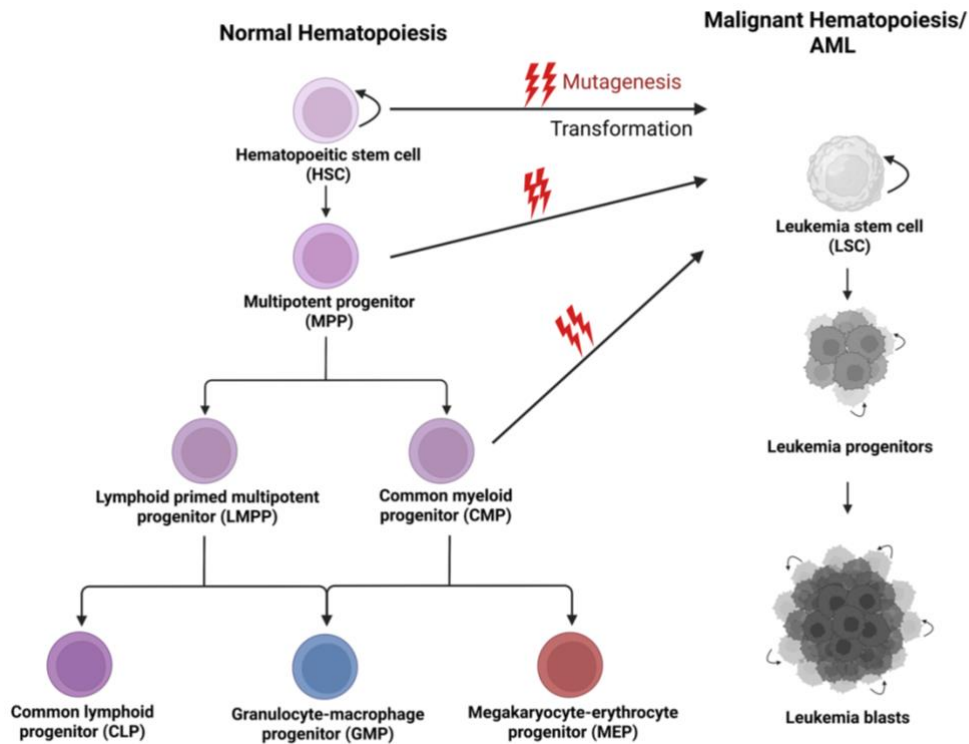 Normal Hematopoiesis
Malignant Hematopoiesis/
AML
Mutagenesis
Transformation
Hematopoeitic stem cell
(HSC)
Leukemia stem cell
(LSC)
Multipotent progenitor
(MPP)
Leukemia progenitors
Lymphoid primed multipotent
progenitor (LMPP)
Common myeloid
progenitor (CMP)
Common lymphoid
progenitor (CLP)
Granulocyte-macrophage
progenitor (GMP)
Megakaryocyte-erythrocyte
progenitor (MEP)
Leukemia blasts